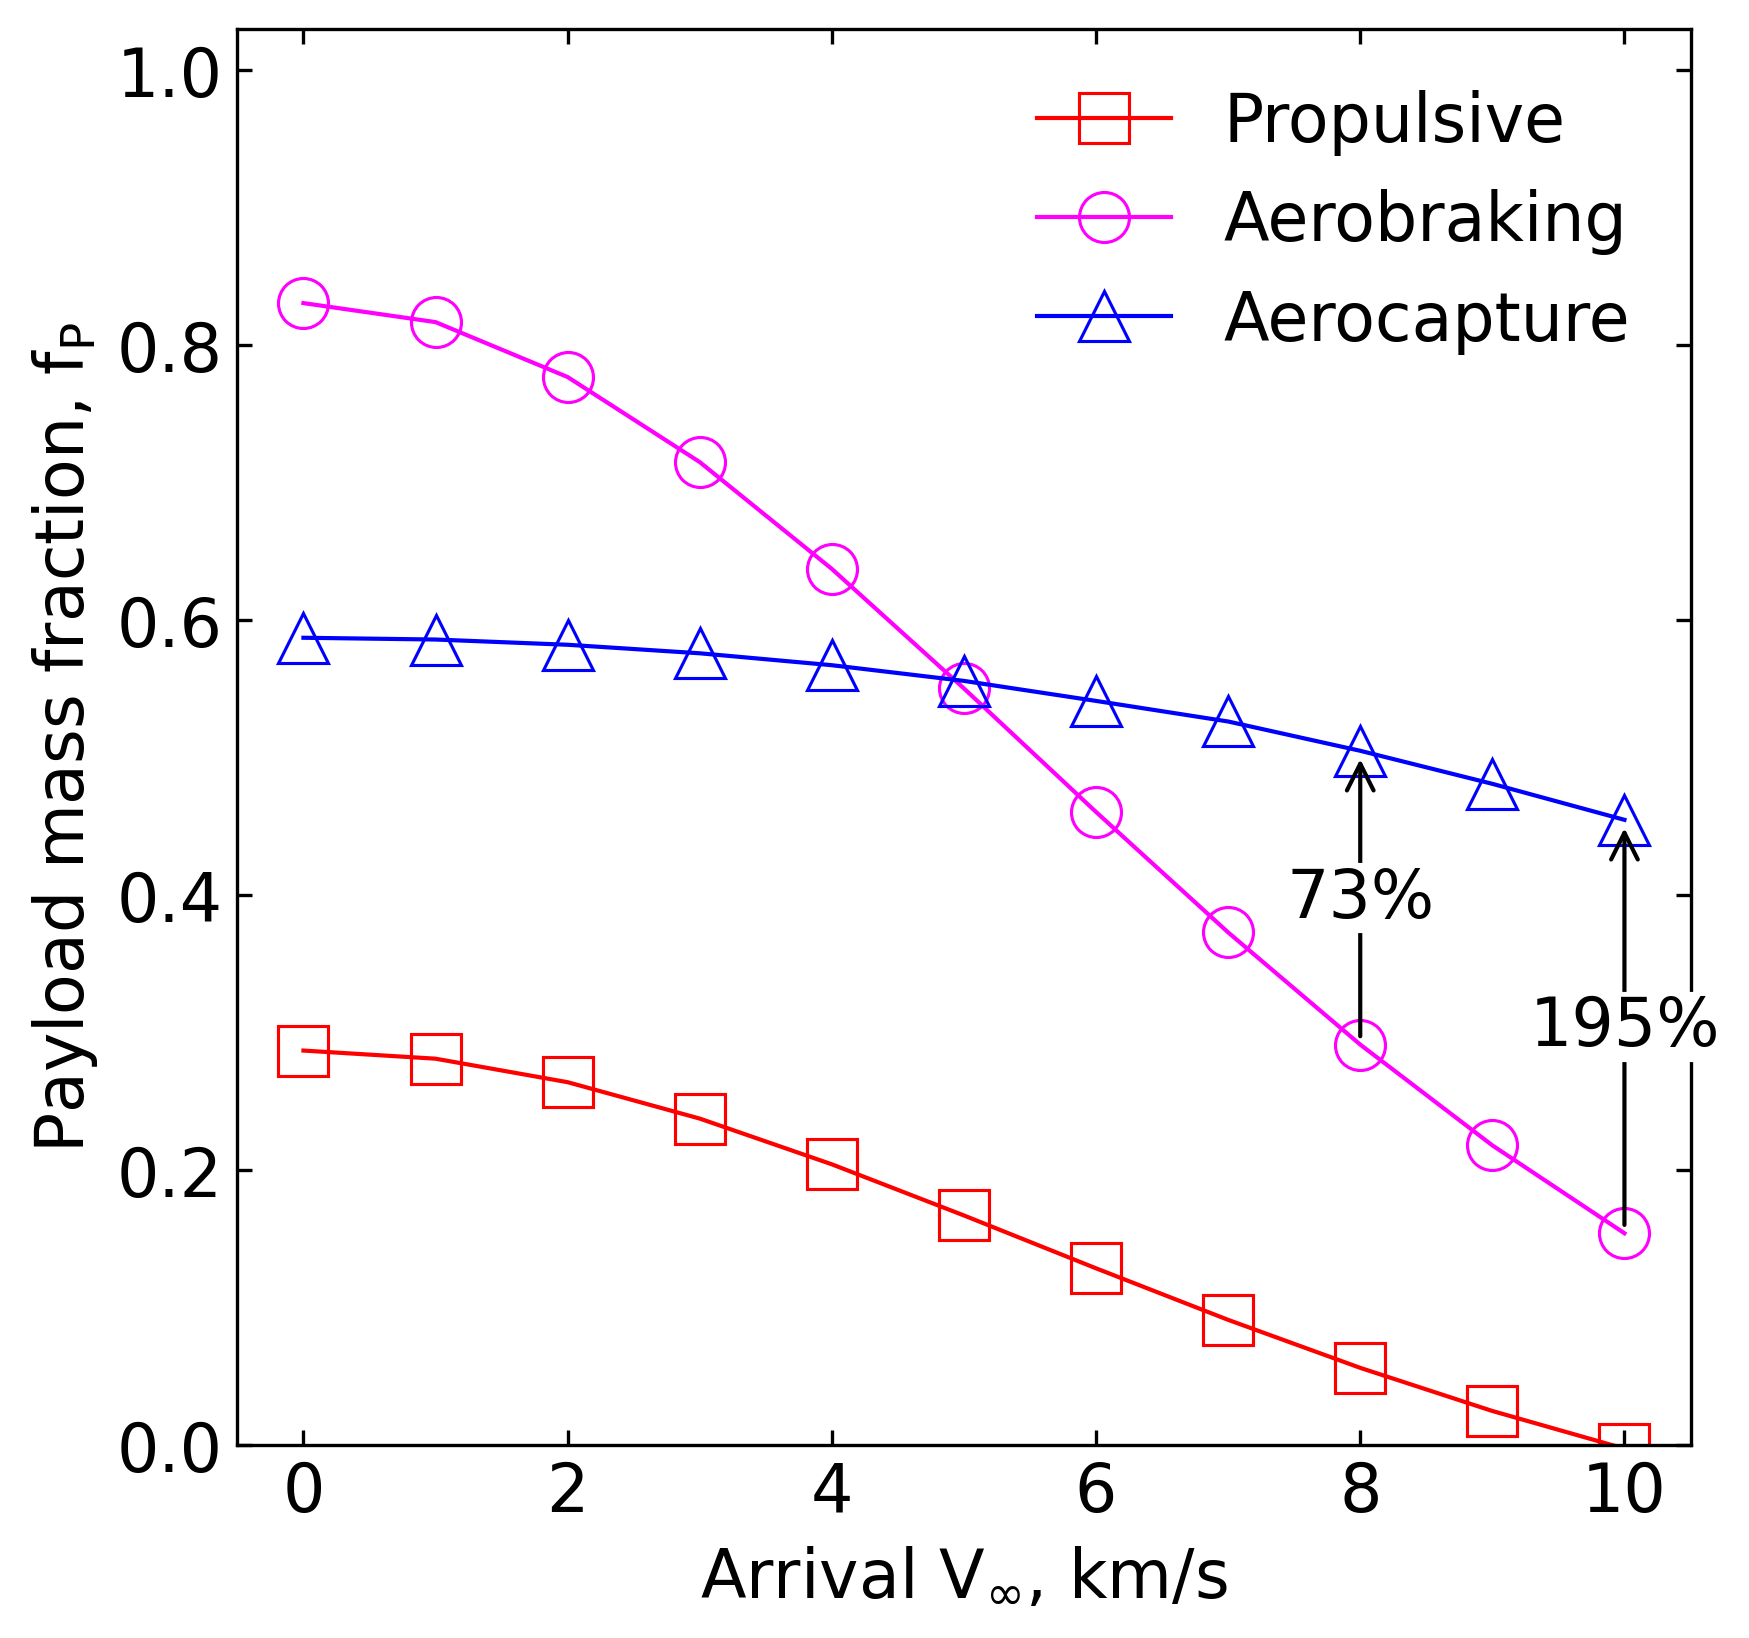 Payload mass fraction, fP
1.0
0.8
0.6
0.4
0.2
0.0
Propulsive
Aerobraking
Aerocapture
73%
195%
0 2 4 6 8 10
Arrival V∞, km/s